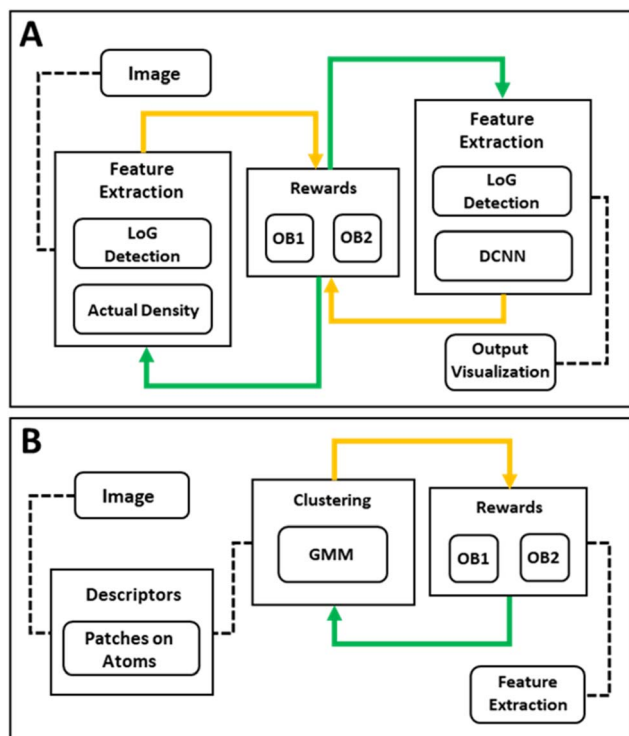 A
Image
Feature
Extraction
LoG
Detection
Actual Density
Rewards
OB1
OB2
Feature
Extraction
LoG
Detection
DCNN
Output
Visualization
B
Image
Descriptors
Patches on
Atoms
Clustering
GMM
Rewards
OB1
OB2
Feature
Extraction